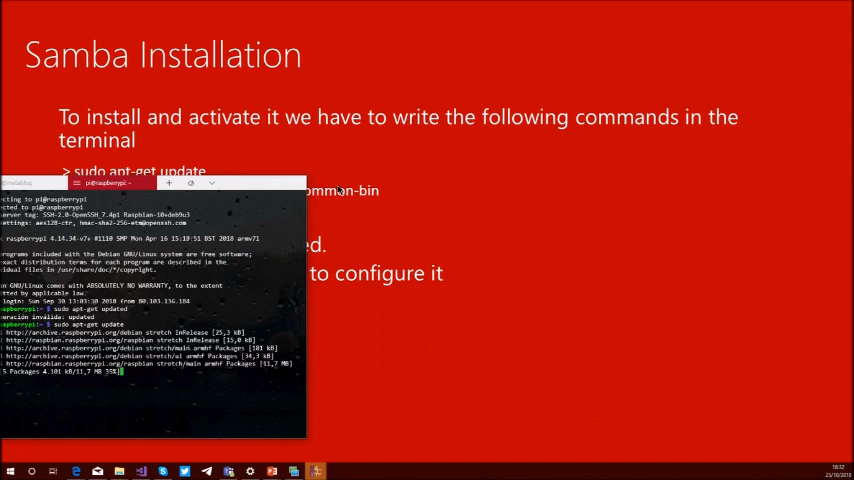 Samba Installation
To install and activate it we have to write the following commands in the
terminal
> sudo apt-get update
ommon-bin
ed.
to configure it
pi@raspberrypi: ~
cting to pi@raspberrypi
cted to pi@raspberrypi
erver tag: SSH-2.0-OpenSSH_7.4p1 Raspbian-10+deb9u3
ettings: aes128-ctr, hmac-sha2-256-etm@openssh.com
raspberrypi 4.14.34-v7+ #1110 SMP Mon Apr 16 15:18:51 BST 2018 armv7l
programs included with the Debian GNU/Linux system are free software;
exact distribution terms for each program are described in the
vidual files in /usr/share/doc/*/copyright.
an GNU/Linux comes with ABSOLUTELY NO WARRANTY, to the extent
itted by applicable law.
login: Sun Sep 30 13:03:30 2018 from 80.103.136.184
spberrypi:~ $ sudo apt-get updated
eración inválida: updated
spberrypi:~ $ sudo apt-get update
http://archive.raspberrypi.org/debian stretch InRelease [25,3 kB]
http://raspbian.raspberrypi.org/raspbian stretch InRelease [15,0 kB]
http://archive.raspberrypi.org/debian stretch/main armhf Packages [181 kB]
http://archive.raspberrypi.org/debian stretch/ui armhf Packages [34,3 kB]
http://raspbian.raspberrypi.org/raspbian stretch/main armhf Packages [11,7 MB]
[5 Packages 4.101 kB/11,7 MB 35%]
18:32
25/10/2018